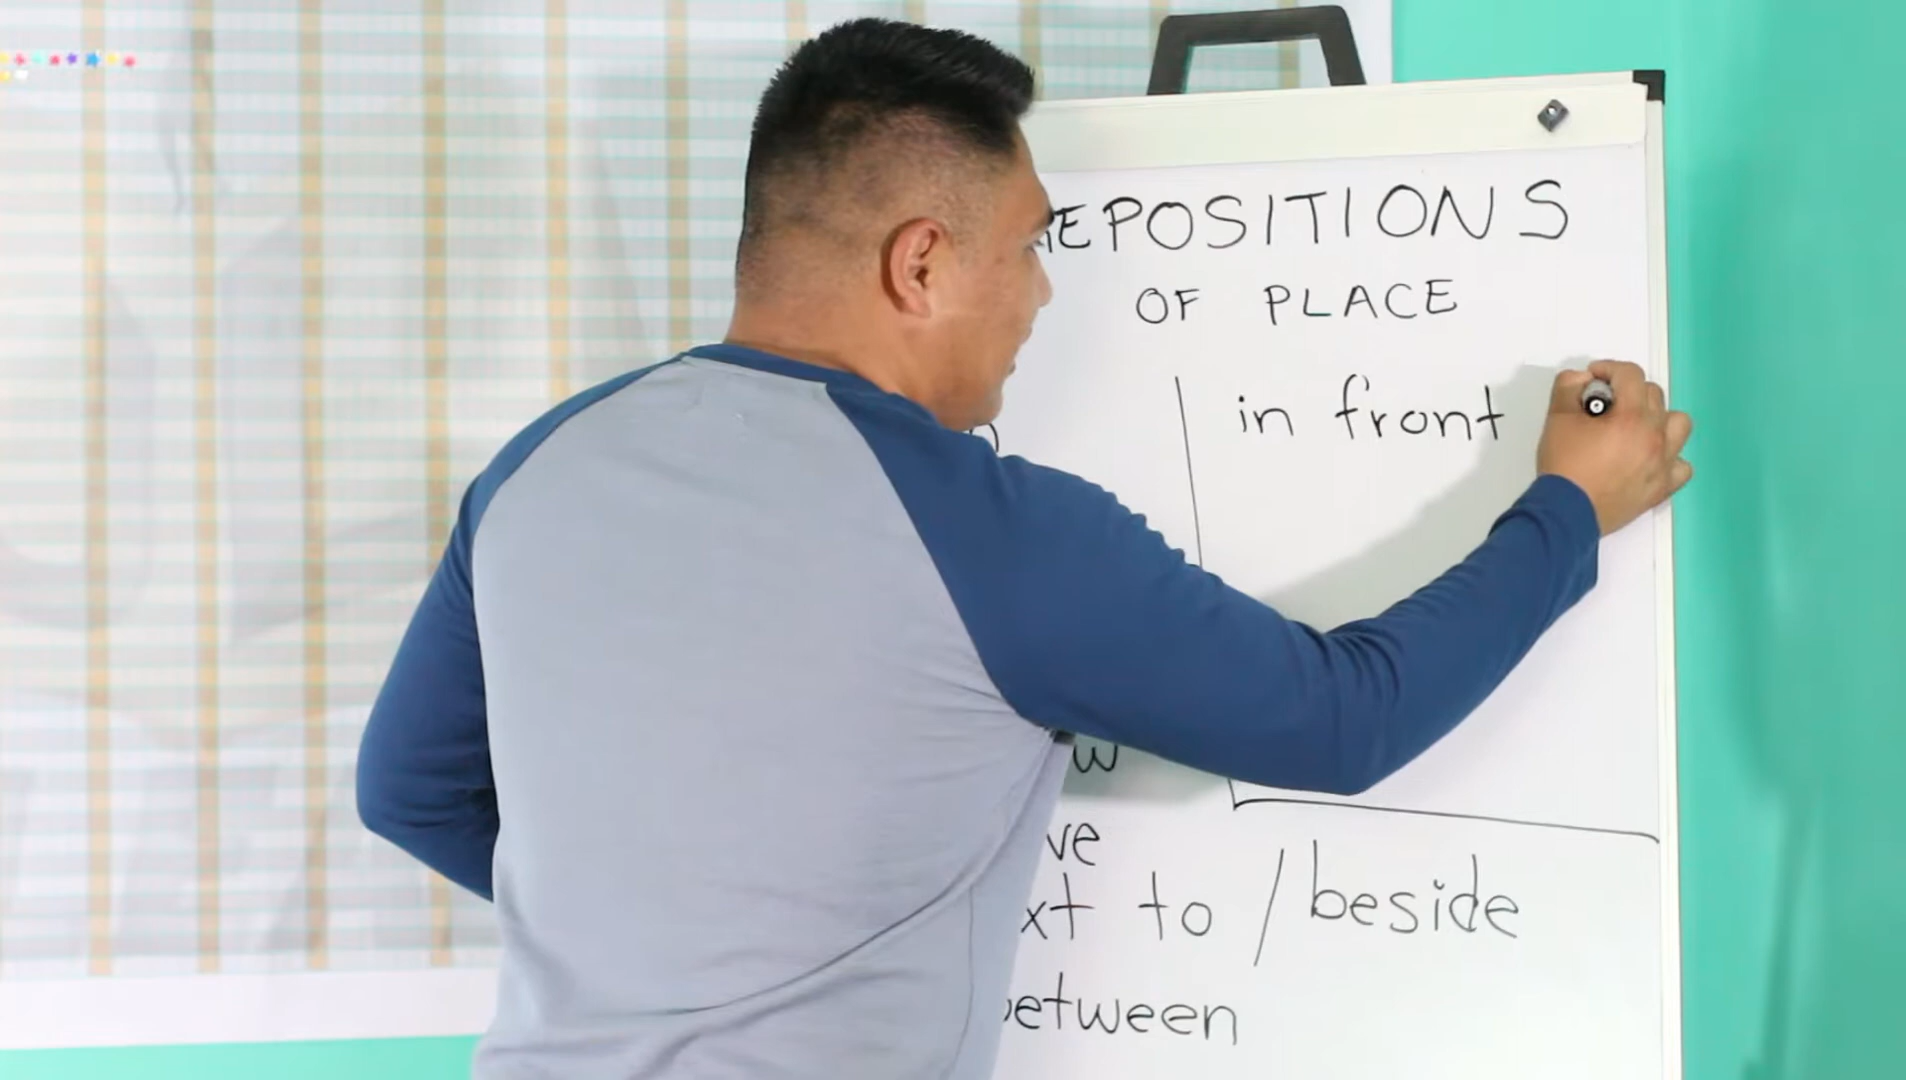 EPOSITIONS
OF PLACE
in front
w
ve
xt to / beside
etween